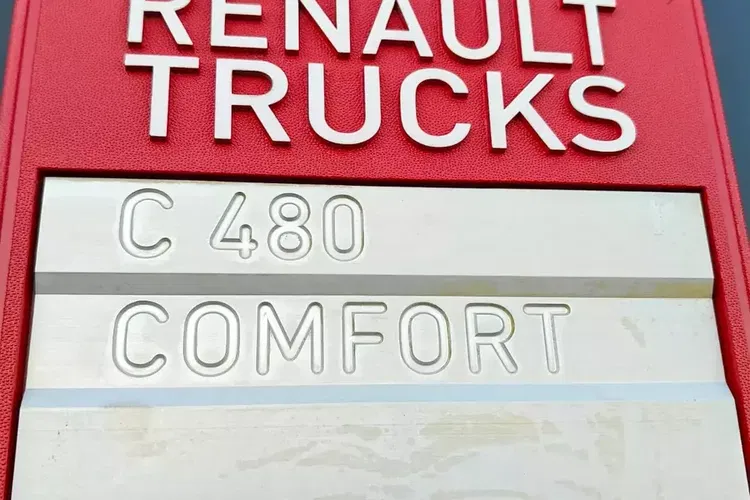 RENAULT
TRUCKS
C 480
COMFORT